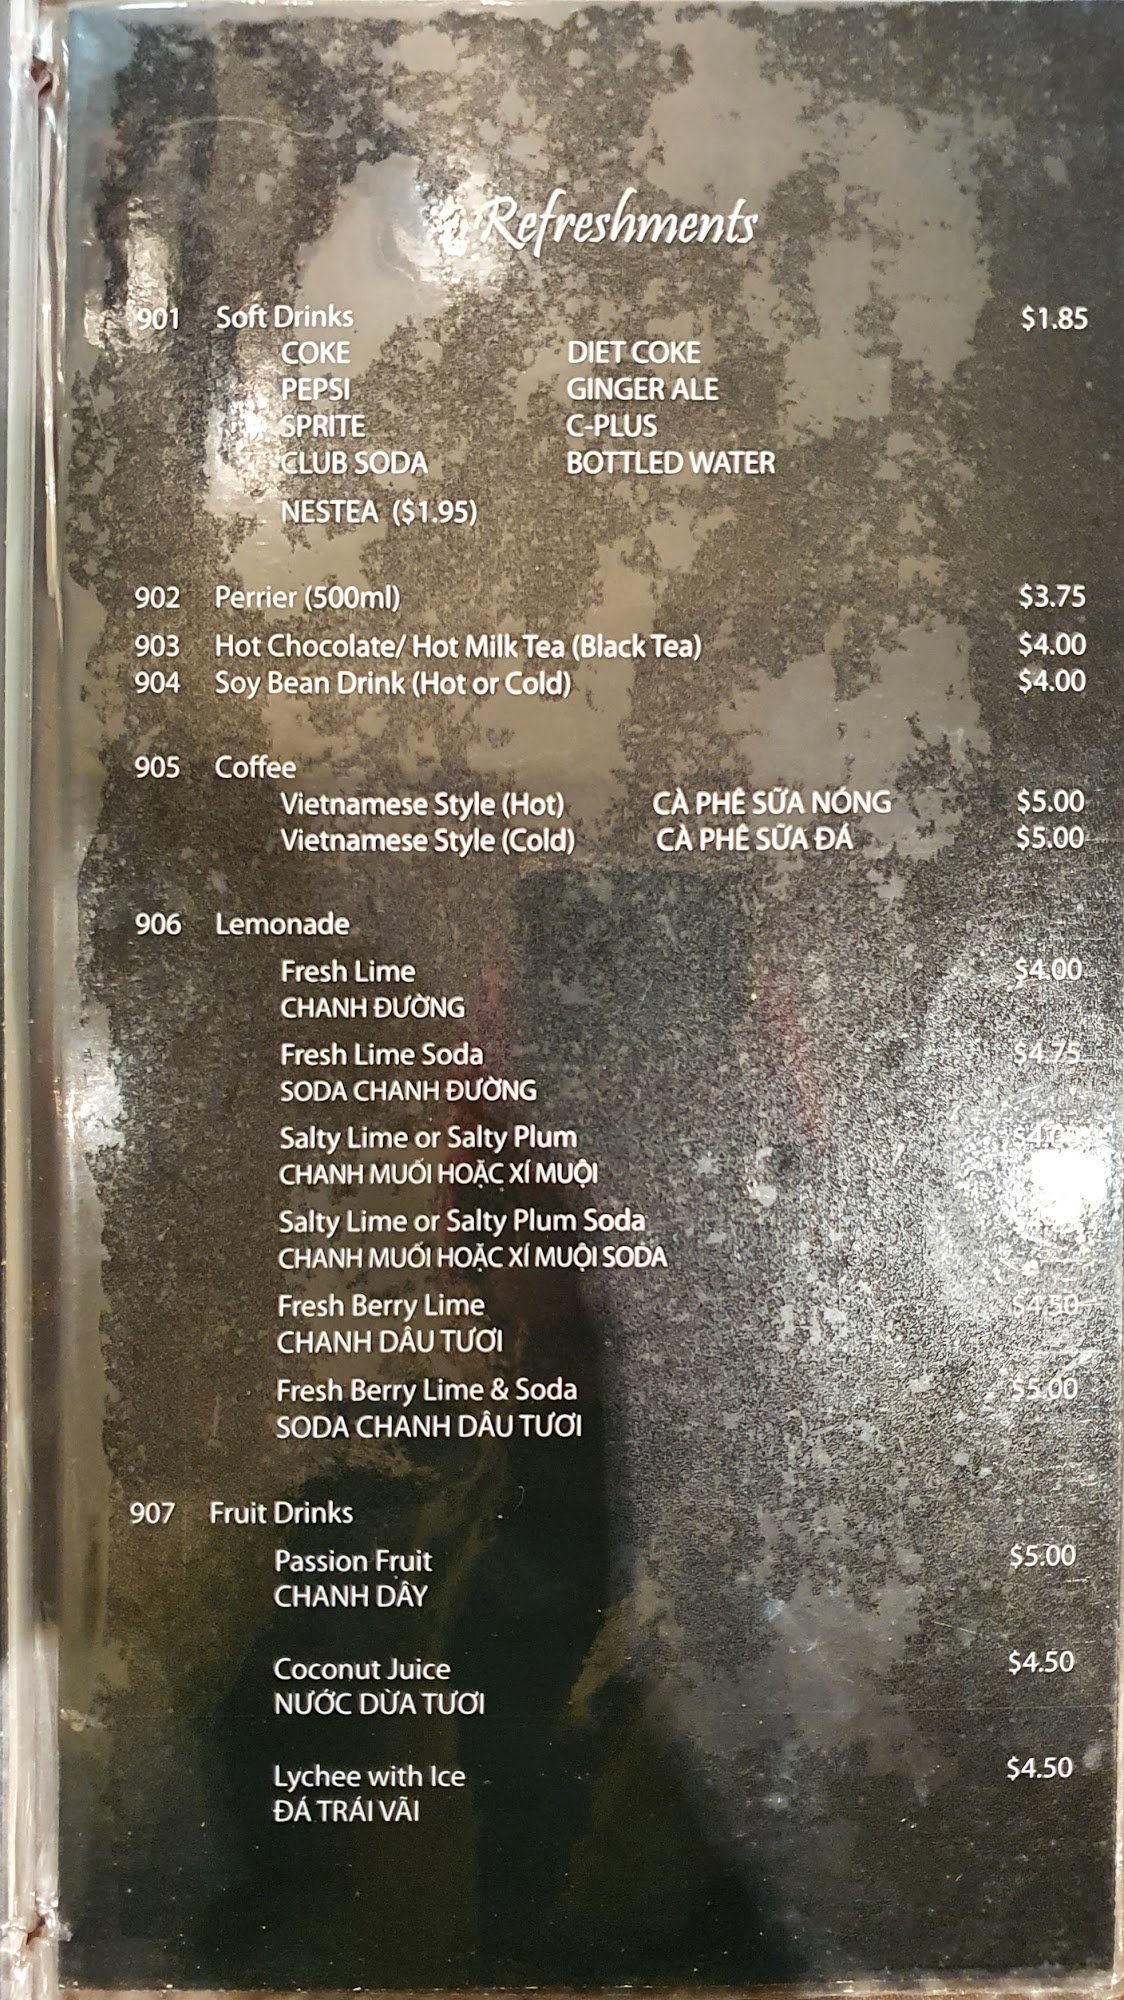 Refreshments
901 Soft Drinks $1.85
COKE DIET COKE
PEPSI GINGER ALE
SPRITE C-PLUS
CLUB SODA BOTTLED WATER
NESTEA ($1.95)
902 Perrier (500ml) $3.75
903 Hot Chocolate/ Hot Milk Tea (Black Tea) $4.00
904 Soy Bean Drink (Hot or Cold) $4.00
905 Coffee
Vietnamese Style (Hot) CÀ PHÊ SỮA NÓNG $5.00
Vietnamese Style (Cold) CÀ PHÊ SỮA ĐÁ $5.00
906 Lemonade
Fresh Lime $4.00
CHANH ĐƯỜNG
Fresh Lime Soda $4.75
SODA CHANH ĐƯỜNG
Salty Lime or Salty Plum
CHANH MUỐI HOẶC XÍ MUỘI
Salty Lime or Salty Plum Soda
CHANH MUỐI HOẶC XÍ MUỘI SODA
Fresh Berry Lime $4.50
CHANH DÂU TƯƠI
Fresh Berry Lime & Soda $5.00
SODA CHANH DÂU TƯƠI
907 Fruit Drinks
Passion Fruit $5.00
CHANH DÂY
Coconut Juice $4.50
NƯỚC DỪA TƯƠI
Lychee with Ice $4.50
ĐÁ TRÁI VÃI